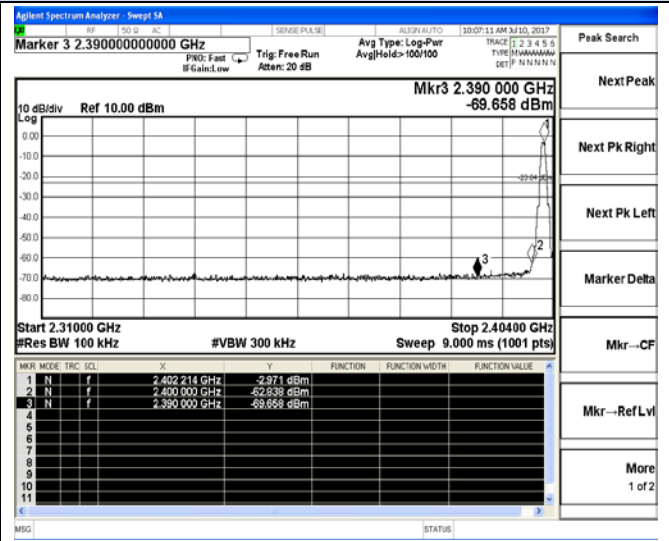 Agilent Spectrum Analyzer - Swept SA
RF 50 Ω AC SENSE:PULSE ALIGN AUTO 10:07:11 AM Jul 10, 2017
Marker 3 2.390000000000 GHz
PNO: Fast
IFGain:Low
Trig: Free Run
Atten: 20 dB
Avg Type: Log-Pwr
Avg|Hold:>100/100
TRACE 1 2 3 4 5 6
TYPE MWWWWW
DET P N N N N N
Peak Search
Mkr3 2.390 000 GHz
-69.658 dBm
10 dB/div Ref 10.00 dBm
Log
0.00
-10.0
-20.0
-30.0
-40.0
-50.0
-60.0
-70.0
-80.0
1
2
3
Start 2.31000 GHz
Stop 2.40400 GHz
#Res BW 100 kHz #VBW 300 kHz Sweep 9.000 ms (1001 pts)
MKR MODE TRC SCL X Y FUNCTION FUNCTION WIDTH FUNCTION VALUE
1 N f 2.402 214 GHz -2.971 dBm
2 N f 2.400 000 GHz -62.838 dBm
3 N f 2.390 000 GHz -69.658 dBm
4
5
6
7
8
9
10
11
MSG STATUS
Next Peak
Next Pk Right
Next Pk Left
Marker Delta
Mkr→CF
Mkr→Ref Lvl
More
1 of 2